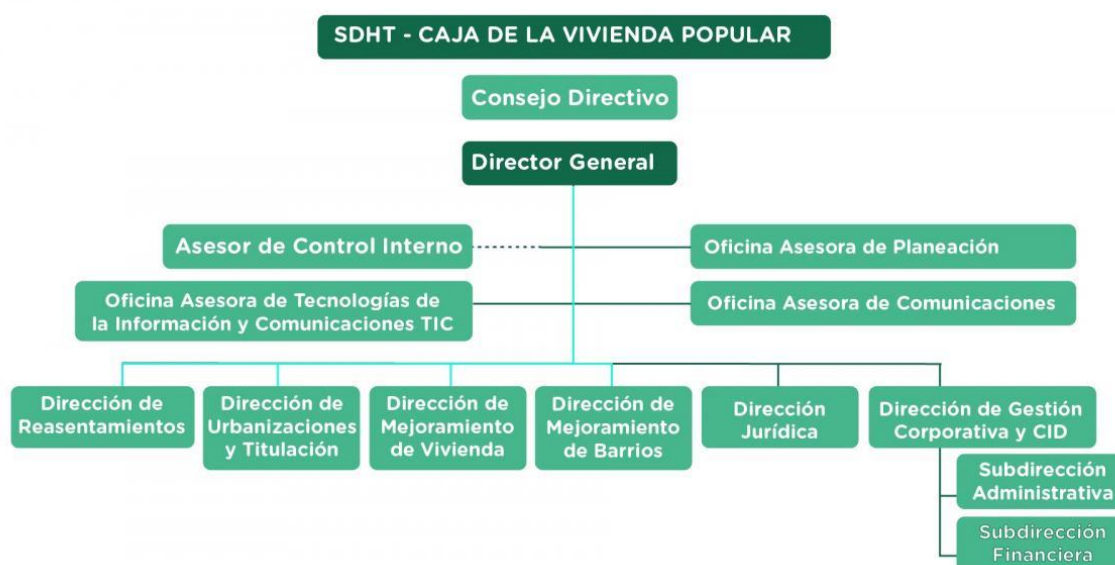 SDHT - CAJA DE LA VIVIENDA POPULAR
Consejo Directivo
Director General
Asesor de Control Interno
Oficina Asesora de Planeación
Oficina Asesora de Tecnologías de
la Información y Comunicaciones TIC
Oficina Asesora de Comunicaciones
Dirección de
Reasentamientos
Dirección de
Urbanizaciones
y Titulación
Dirección de
Mejoramiento
de Vivienda
Dirección de
Mejoramiento
de Barrios
Dirección
Jurídica
Dirección de Gestión
Corporativa y CID
Subdirección
Administrativa
Subdirección
Financiera